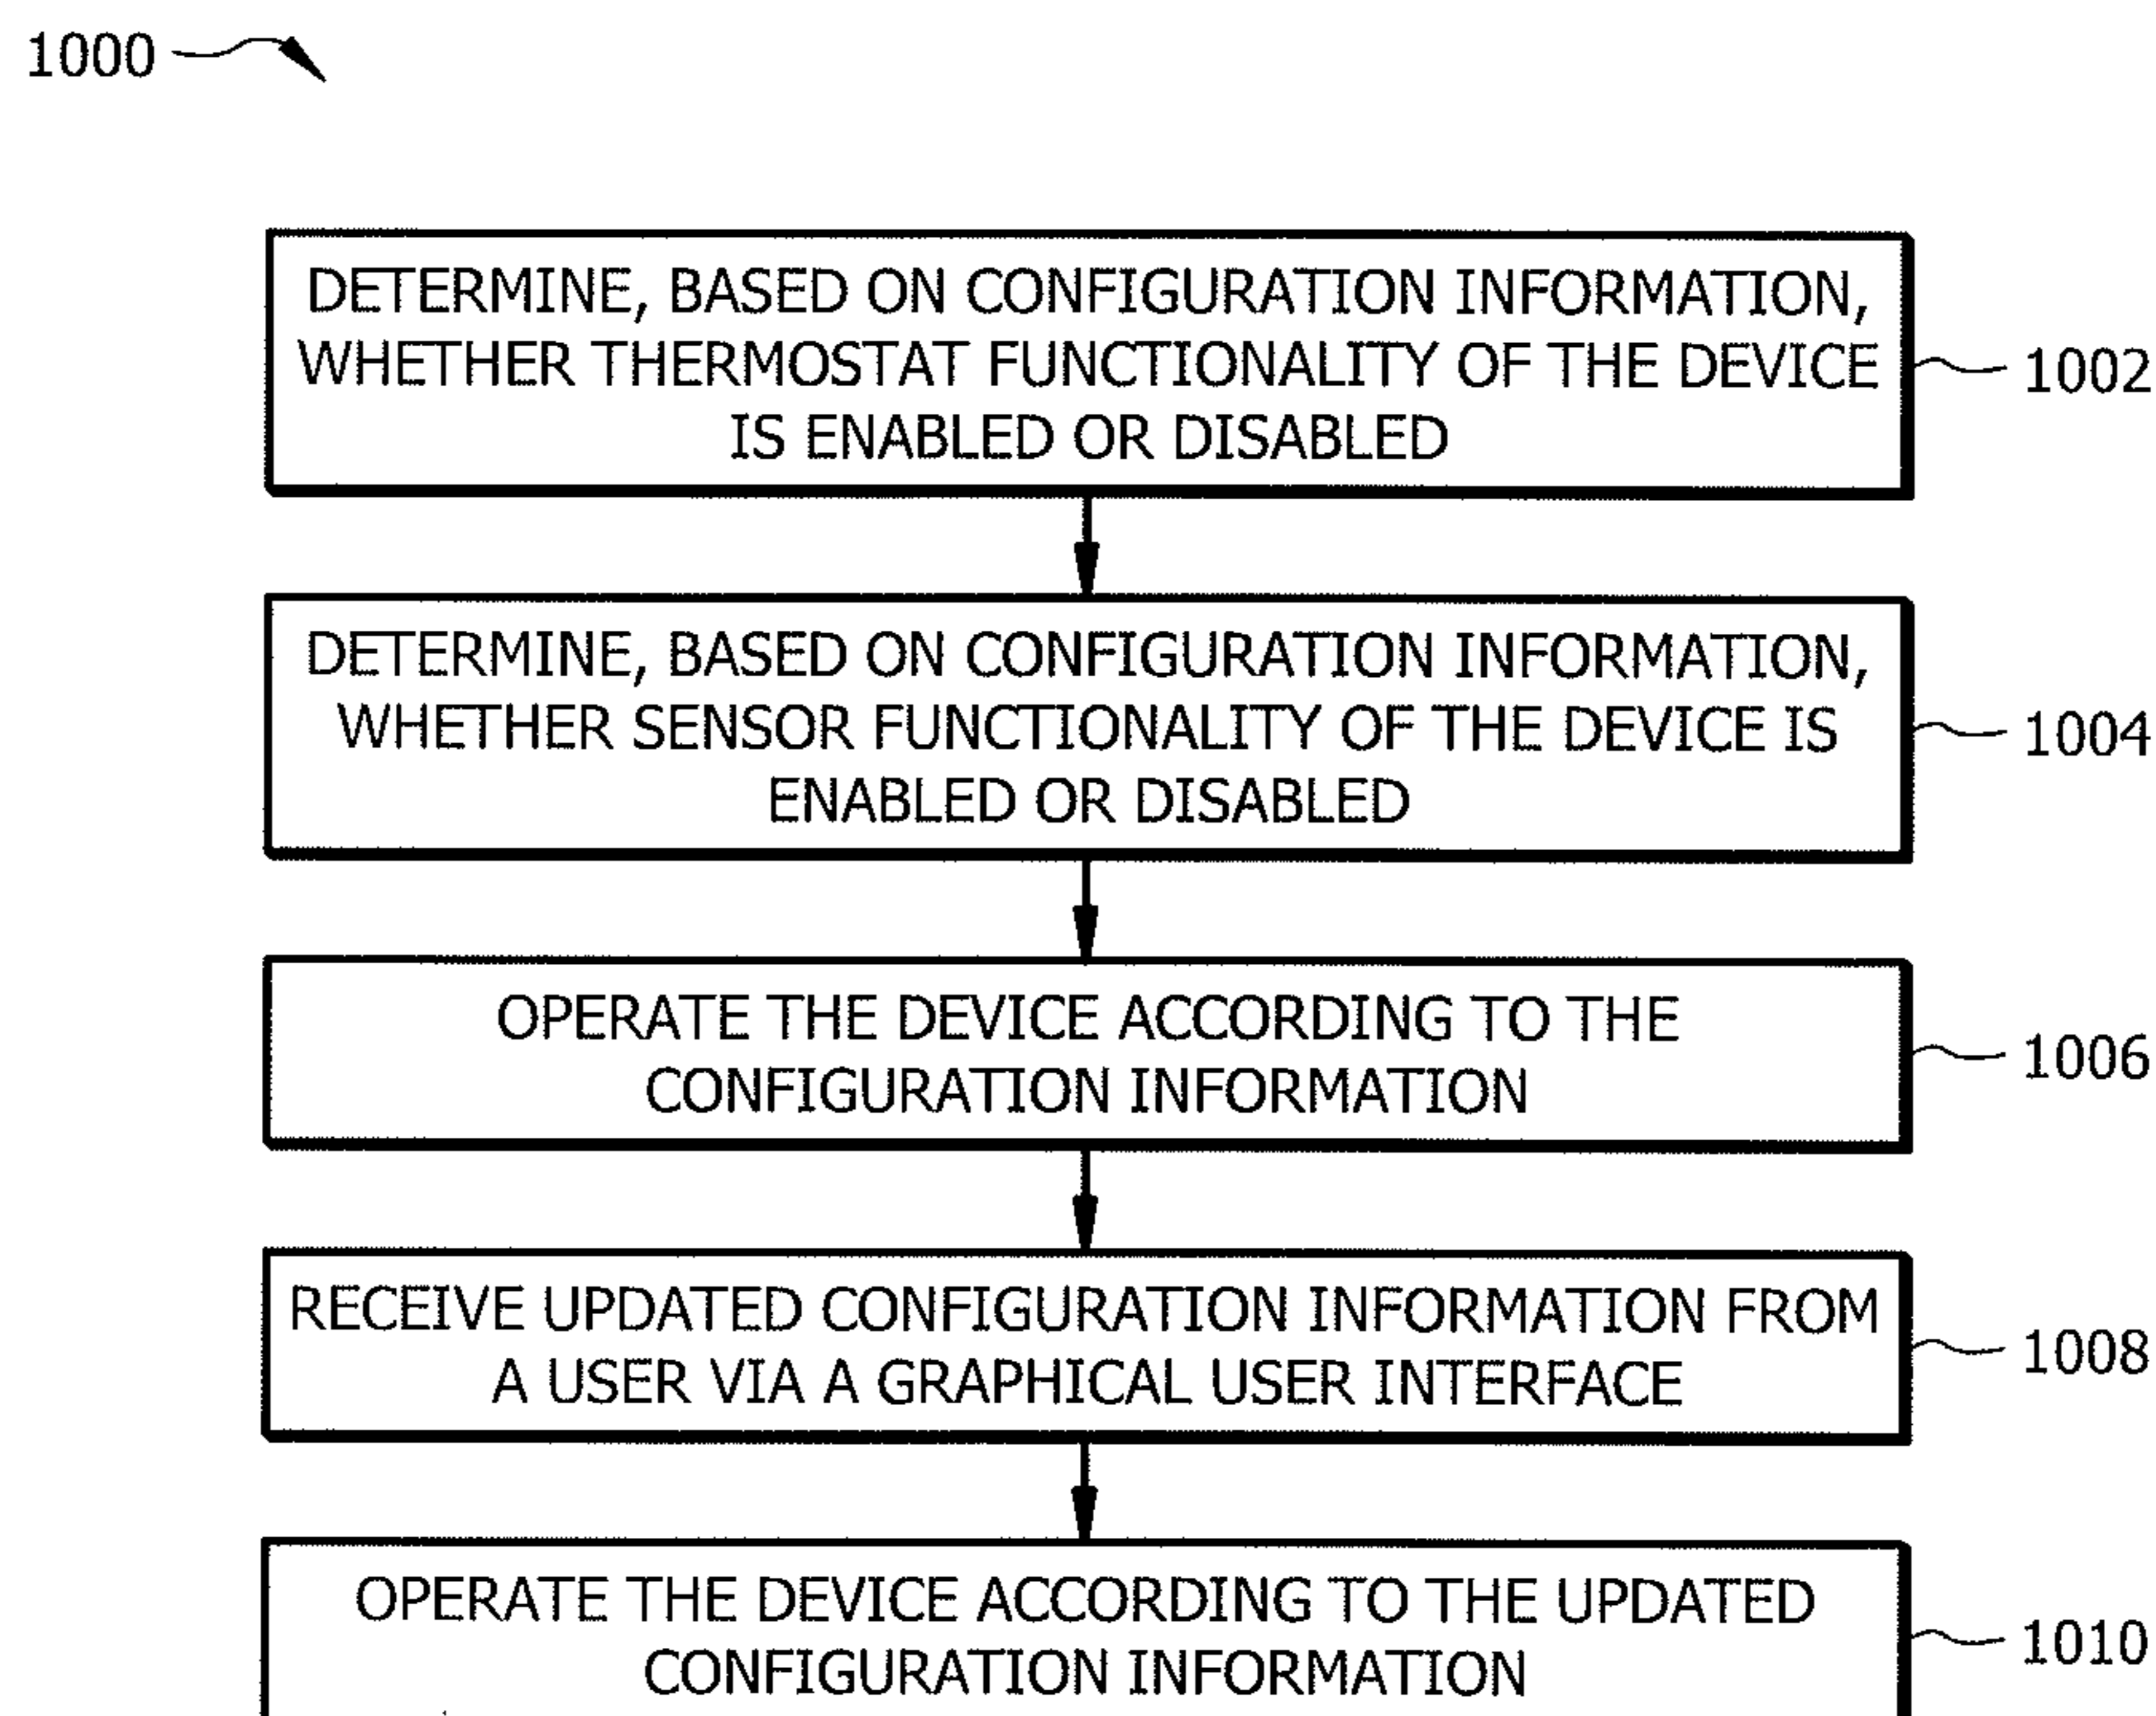 1000
DETERMINE, BASED ON CONFIGURATION INFORMATION,
WHETHER THERMOSTAT FUNCTIONALITY OF THE DEVICE
IS ENABLED OR DISABLED
1002
DETERMINE, BASED ON CONFIGURATION INFORMATION,
WHETHER SENSOR FUNCTIONALITY OF THE DEVICE IS
ENABLED OR DISABLED
1004
OPERATE THE DEVICE ACCORDING TO THE
CONFIGURATION INFORMATION
1006
RECEIVE UPDATED CONFIGURATION INFORMATION FROM
A USER VIA A GRAPHICAL USER INTERFACE
1008
OPERATE THE DEVICE ACCORDING TO THE UPDATED
CONFIGURATION INFORMATION
1010